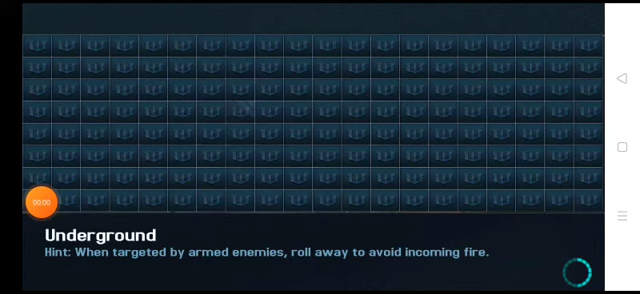 00:00
Underground
Hint: When targeted by armed enemies, roll away to avoid incoming fire.